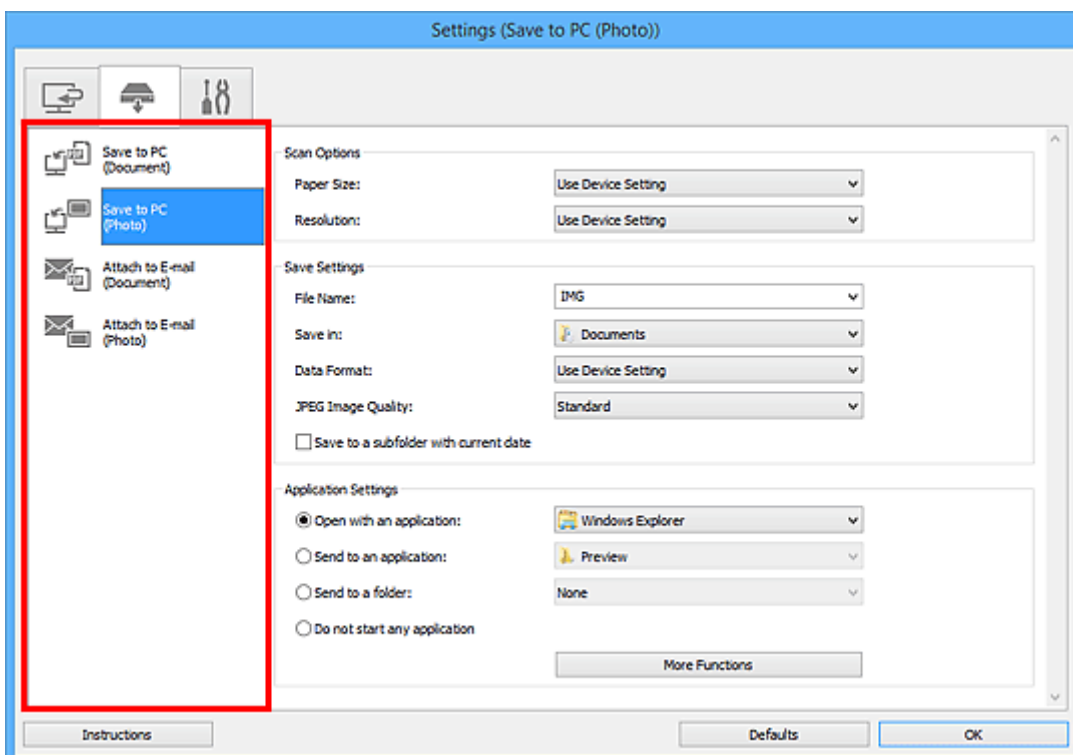 Settings (Save to PC (Photo))
Save to PC
(Document)
Save to PC
(Photo)
Attach to E-mail
(Document)
Attach to E-mail
(Photo)
Scan Options
Paper Size: Use Device Setting
Resolution: Use Device Setting
Save Settings
File Name: IMG
Save in: Documents
Data Format: Use Device Setting
JPEG Image Quality: Standard
Save to a subfolder with current date
Application Settings
Open with an application: Windows Explorer
Send to an application: Preview
Send to a folder: None
Do not start any application
More Functions
Instructions Defaults OK